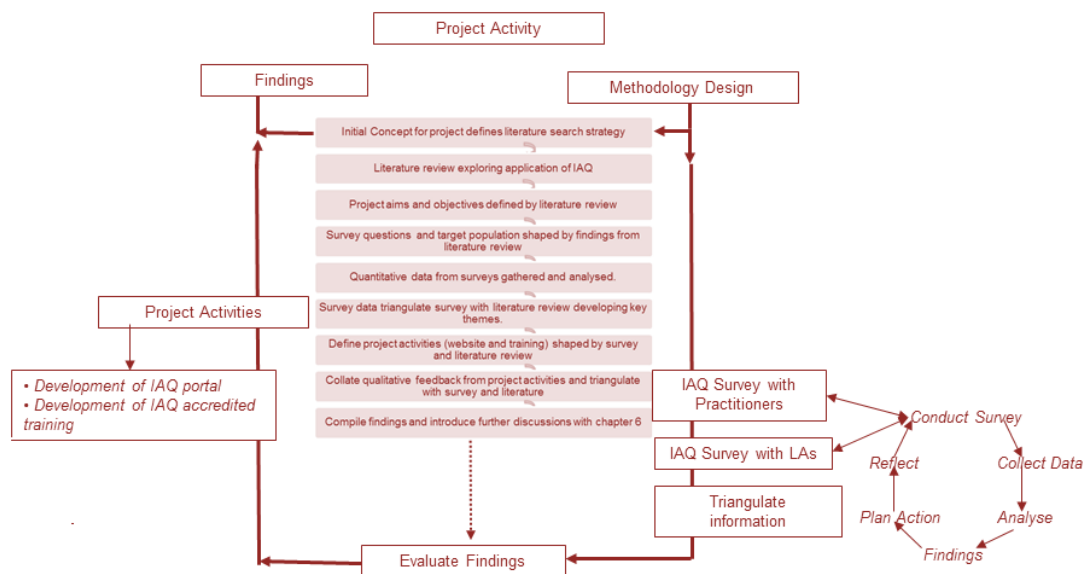 Project Activity
Findings
Methodology Design
Initial Concept for project defines literature search strategy
Literature review exploring application of IAQ
Project aims and objectives defined by literature review
Survey questions and target population shaped by findings from
literature review
Quantitative data from surveys gathered and analysed.
Survey data triangulate survey with literature review developing key
themes.
Define project activities (website and training) shaped by survey
and literature review
Collate qualitative feedback from project activities and triangulate
with survey and literature
Compile findings and introduce further discussions with chapter 6
Project Activities
• Development of IAQ portal
• Development of IAQ accredited
training
IAQ Survey with
Practitioners
IAQ Survey with LAs
Triangulate
information
Evaluate Findings
Conduct Survey
Collect Data
Analyse
Findings
Plan Action
Reflect